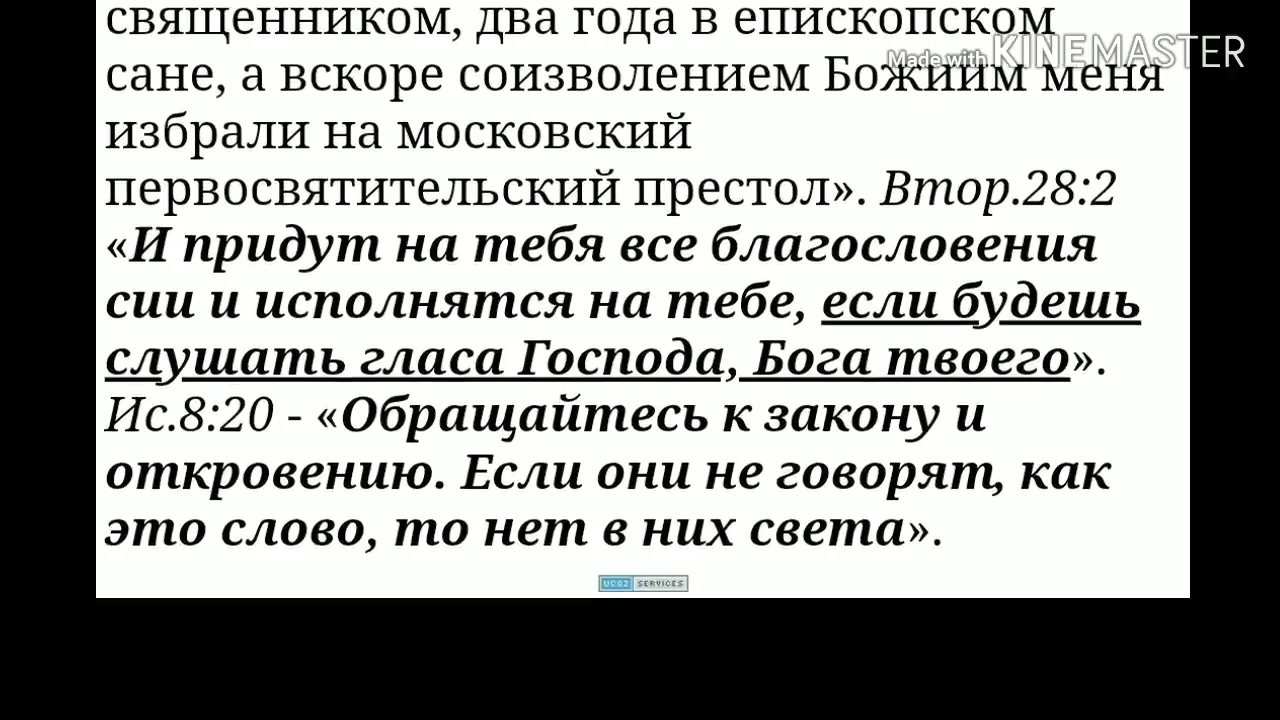 священником, два года в епископском
Made with KINEMASTER
сане, а вскоре соизволением Божиим меня
избрали на московский
первосвятительский престол». Втор.28:2
«И придут на тебя все благословения
сии и исполнятся на тебе, если будешь
слушать гласа Господа, Бога твоего».
Ис.8:20 - «Обращайтесь к закону и
откровению. Если они не говорят, как
это слово, то нет в них света».
UCOZ SERVICES